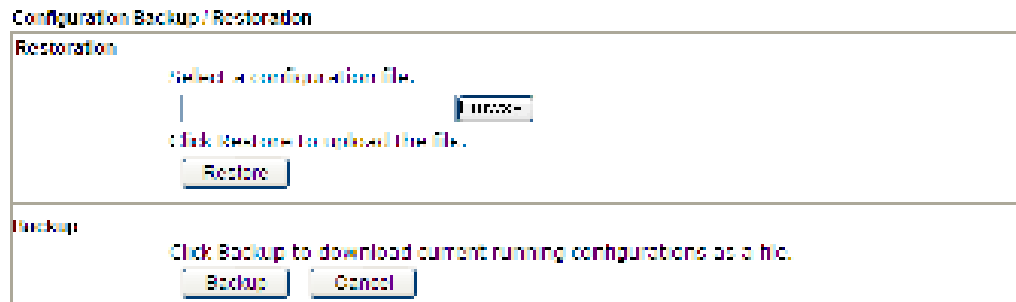 Configuration Backup / Restoration
Restoration
Select a configuration file.
Browse
Click Restore to upload the file.
Restore
Backup
Click Backup to download current running configurations as a file.
Backup Cancel